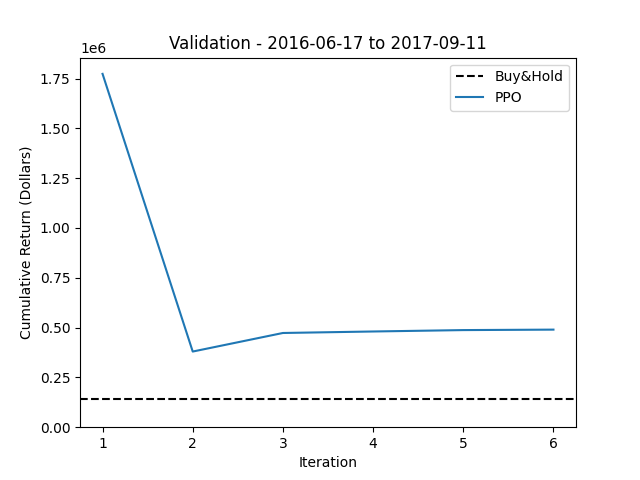 Validation - 2016-06-17 to 2017-09-11
1e6
1.75
1.50
1.25
1.00
0.75
0.50
0.25
0.00
Cumulative Return (Dollars)
Buy&Hold
PPO
1 2 3 4 5 6
Iteration